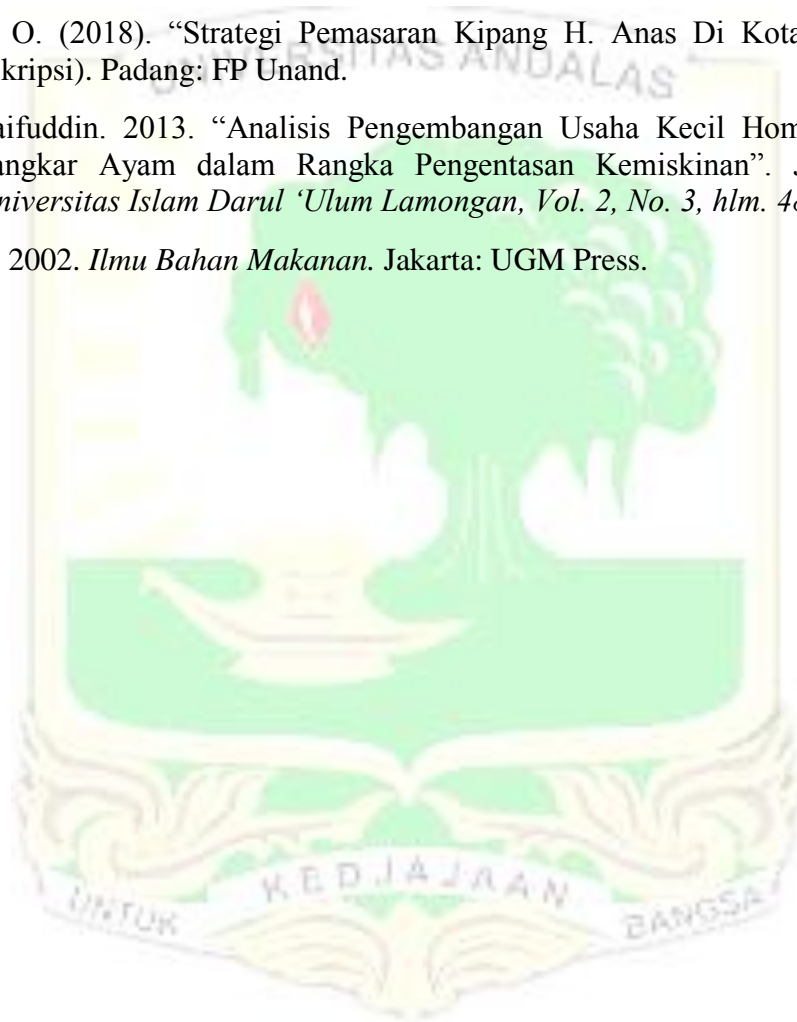 O. (2018). “Strategi Pemasaran Kipang H. Anas Di Kota
kripsi). Padang: FP Unand.
UNIVERSITAS ANDALAS
aifuddin. 2013. “Analisis Pengembangan Usaha Kecil Hom
angkar Ayam dalam Rangka Pengentasan Kemiskinan”. J
niversitas Islam Darul ‘Ulum Lamongan, Vol. 2, No. 3, hlm. 4
2002. Ilmu Bahan Makanan. Jakarta: UGM Press.
UNTUK KEDJAJAAN BANGSA